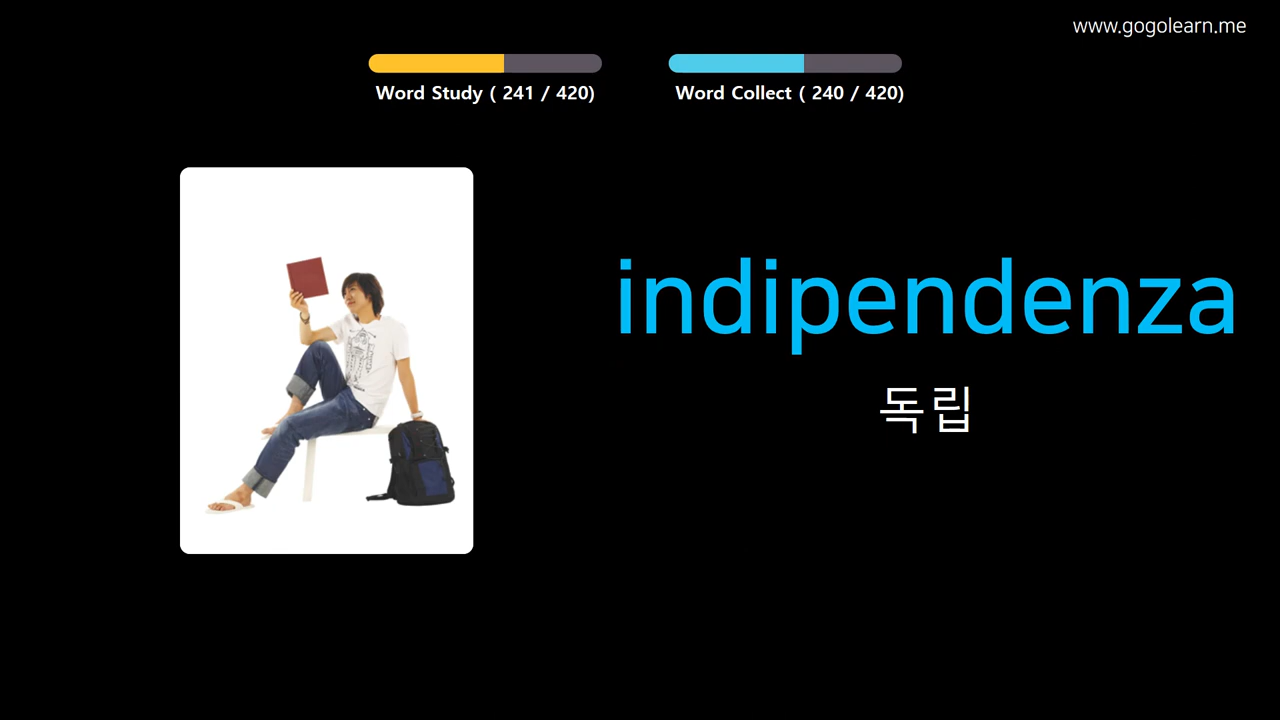 www.gogolearn.me
Word Study ( 241 / 420)
Word Collect ( 240 / 420)
indipendenza
독립